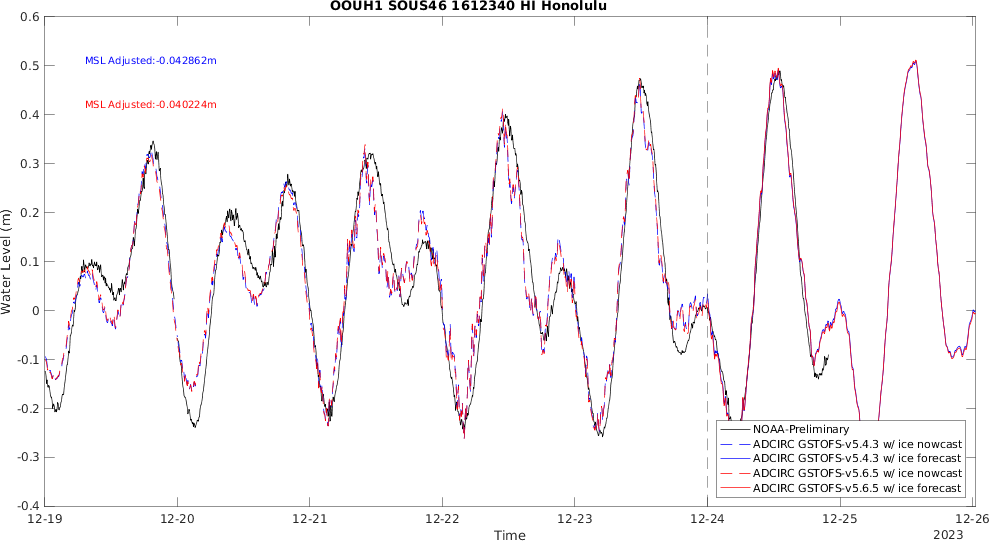 OOUH1 SOUS46 1612340 HI Honolulu
0.6
0.5
0.4
0.3
0.2
0.1
0
-0.1
-0.2
-0.3
-0.4
Water Level (m)
MSL Adjusted:-0.042862m
MSL Adjusted:-0.040224m
NOAA-Preliminary
ADCIRC GSTOFS-v5.4.3 w/ ice nowcast
ADCIRC GSTOFS-v5.4.3 w/ ice forecast
ADCIRC GSTOFS-v5.6.5 w/ ice nowcast
ADCIRC GSTOFS-v5.6.5 w/ ice forecast
12-19 12-20 12-21 12-22 12-23 12-24 12-25 12-26
Time
2023